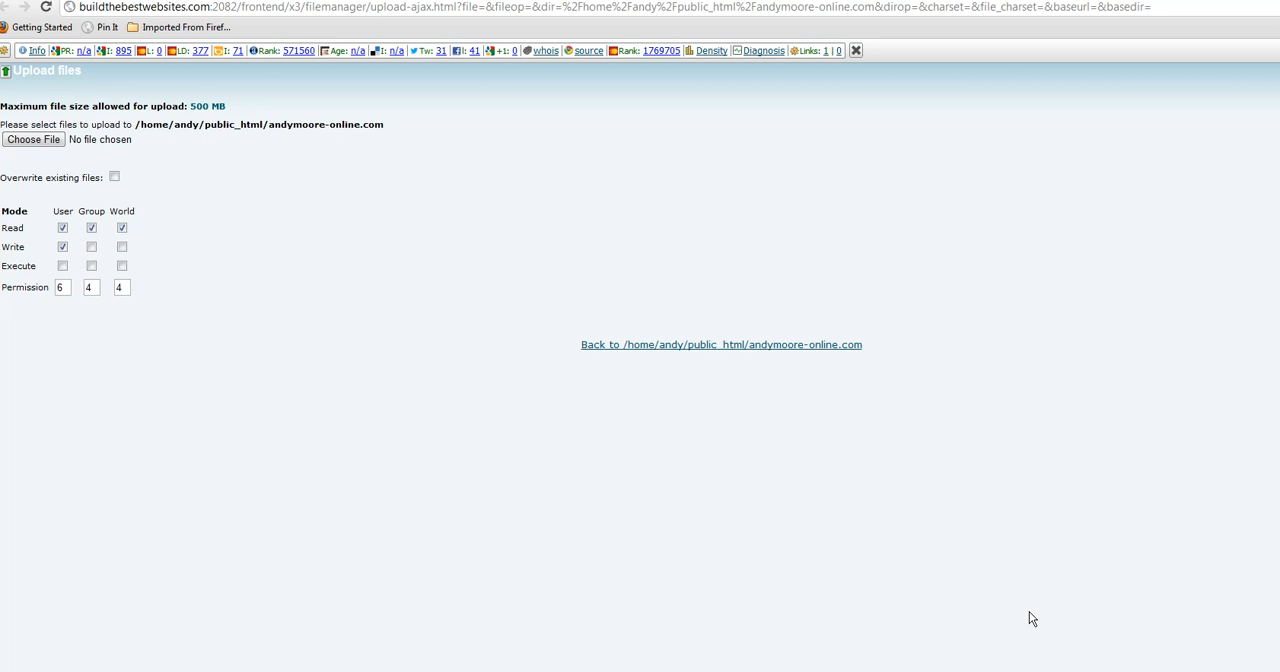 buildthebestwebsites.com:2082/frontend/x3/filemanager/upload-ajax.html?file=&fileop=&dir=%2Fhome%2Fandy%2Fpublic_html%2Fandymoore-online.com&dirop=&charset=&file_charset=&baseurl=&basedir=
Getting Started Pin It Imported From Firef...
Info PR: n/a I: 895 L: 0 LD: 377 I: 71 Rank: 571560 Age: n/a I: n/a Tw: 31 I: 41 +1: 0 whois source Rank: 1769705 Density Diagnosis Links: 1 | 0
Upload files
Maximum file size allowed for upload: 500 MB
Please select files to upload to /home/andy/public_html/andymoore-online.com
Choose File No file chosen
Overwrite existing files:
Mode User Group World
Read
Write
Execute
Permission 6 4 4
Back to /home/andy/public_html/andymoore-online.com